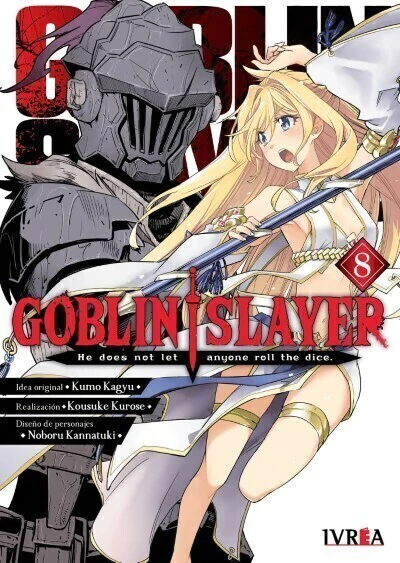 GOBLIN
SLAYER
8
GOBLIN SLAYER
He does not let anyone roll the dice.
Idea original • Kumo Kagyu
Realización • Kousuke Kurose
Diseño de personajes
• Noboru Kannatuki
IVREA